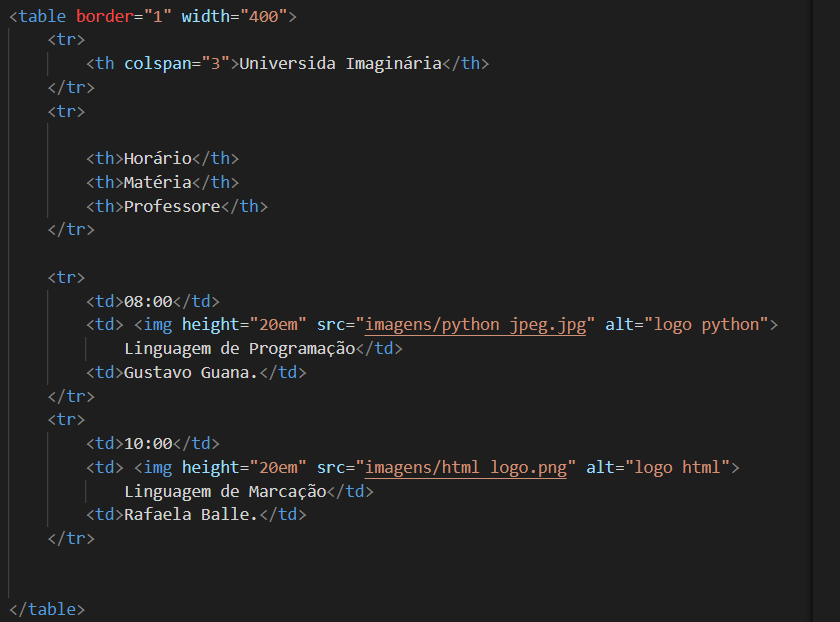 <table border="1" width="400">
<tr>
<th colspan="3">Universida Imaginária</th>
</tr>
<tr>
<th>Horário</th>
<th>Matéria</th>
<th>Professore</th>
</tr>
<tr>
<td>08:00</td>
<td> <img height="20em" src="imagens/python jpeg.jpg" alt="logo python">
Linguagem de Programação</td>
<td>Gustavo Guana.</td>
</tr>
<tr>
<td>10:00</td>
<td> <img height="20em" src="imagens/html logo.png" alt="logo html">
Linguagem de Marcação</td>
<td>Rafaela Balle.</td>
</tr>
</table>